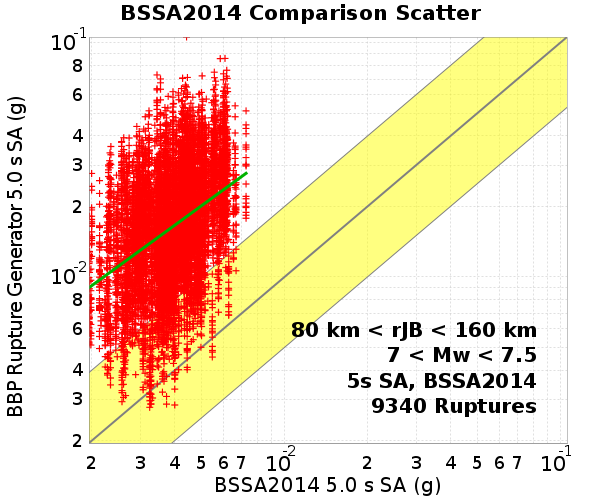 BSSA2014 Comparison Scatter
BBP Rupture Generator 5.0 s SA (g)
10^-1
8
6
4
3
2
10^-2
8
6
4
3
2
80 km < rJB < 160 km
7 < Mw < 7.5
5s SA, BSSA2014
9340 Ruptures
2 3 4 5 6 7 10^-2 2 3 4 5 6 7 10^-1
BSSA2014 5.0 s SA (g)